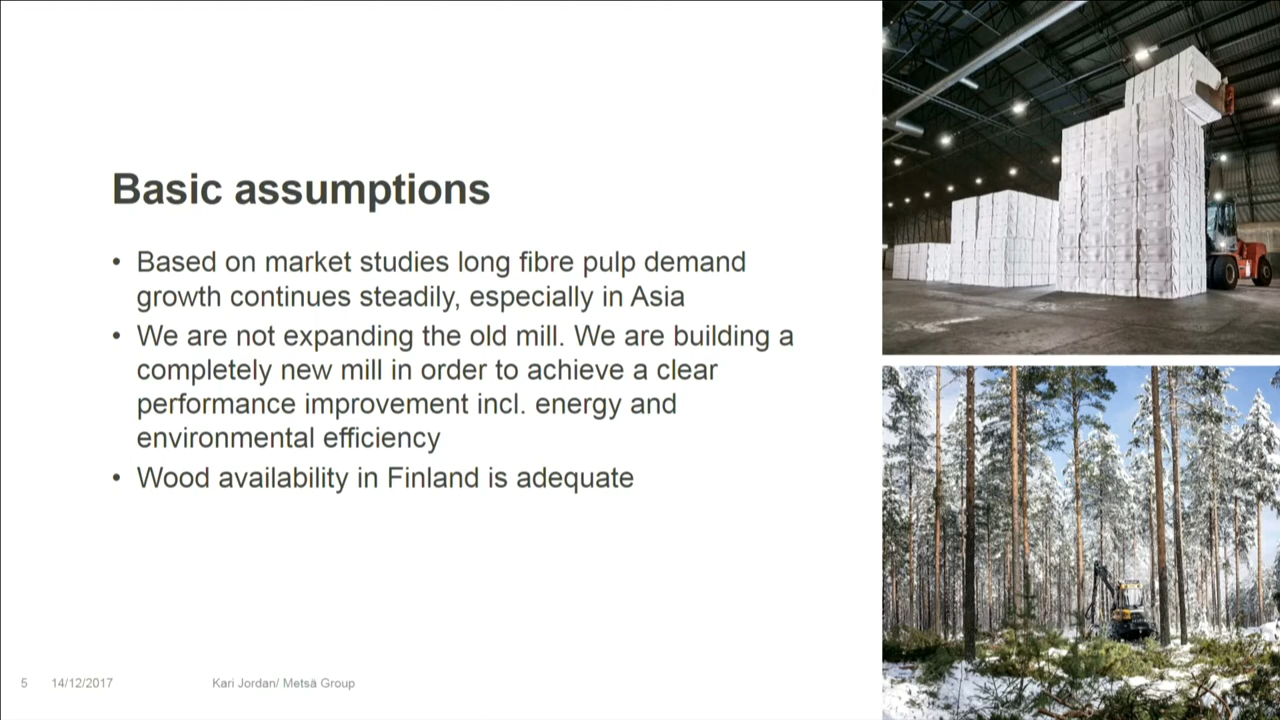 Basic assumptions
• Based on market studies long fibre pulp demand
growth continues steadily, especially in Asia
• We are not expanding the old mill. We are building a
completely new mill in order to achieve a clear
performance improvement incl. energy and
environmental efficiency
• Wood availability in Finland is adequate
5 14/12/2017 Kari Jordan/ Metsä Group